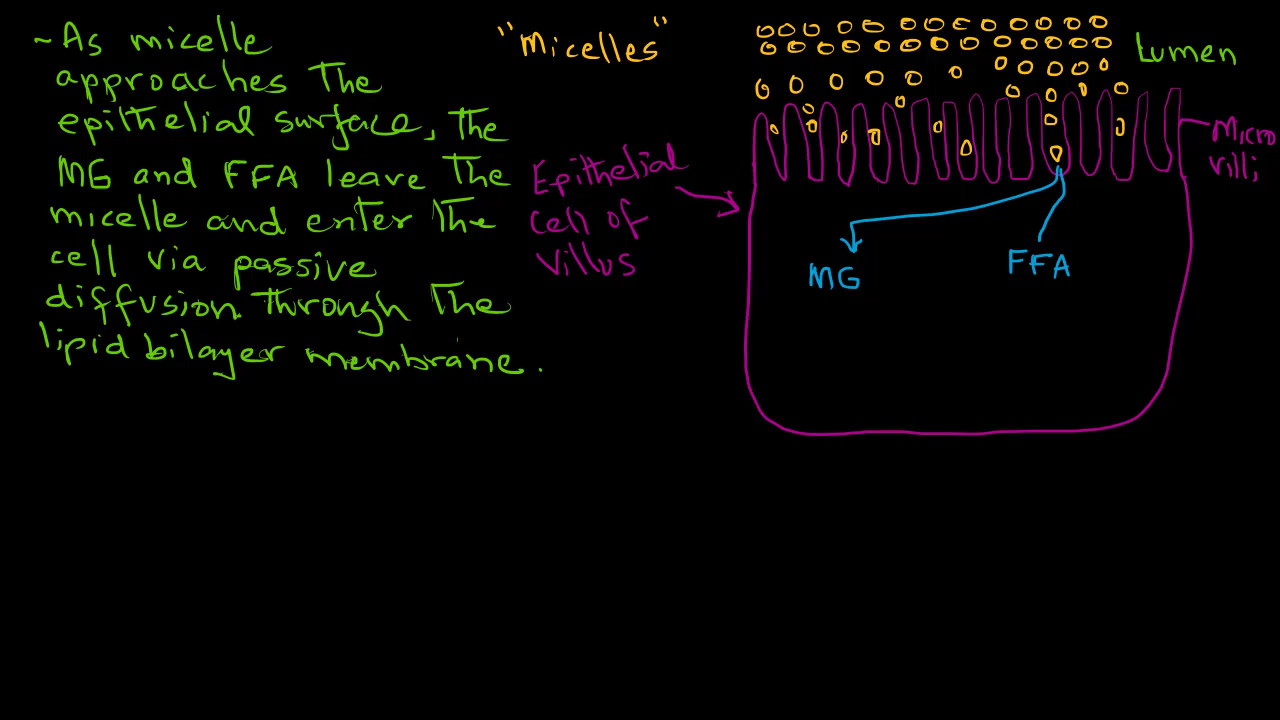 ~ As micelle
approaches The
epithelial surface, The
MG and FFA leave The
micelle and enter The
cell via passive
diffusion. Through The
lipid bilayer membrane.
"Micelles"
Lumen
Micro
villi
Epithelial
cell of
villus
MG
FFA